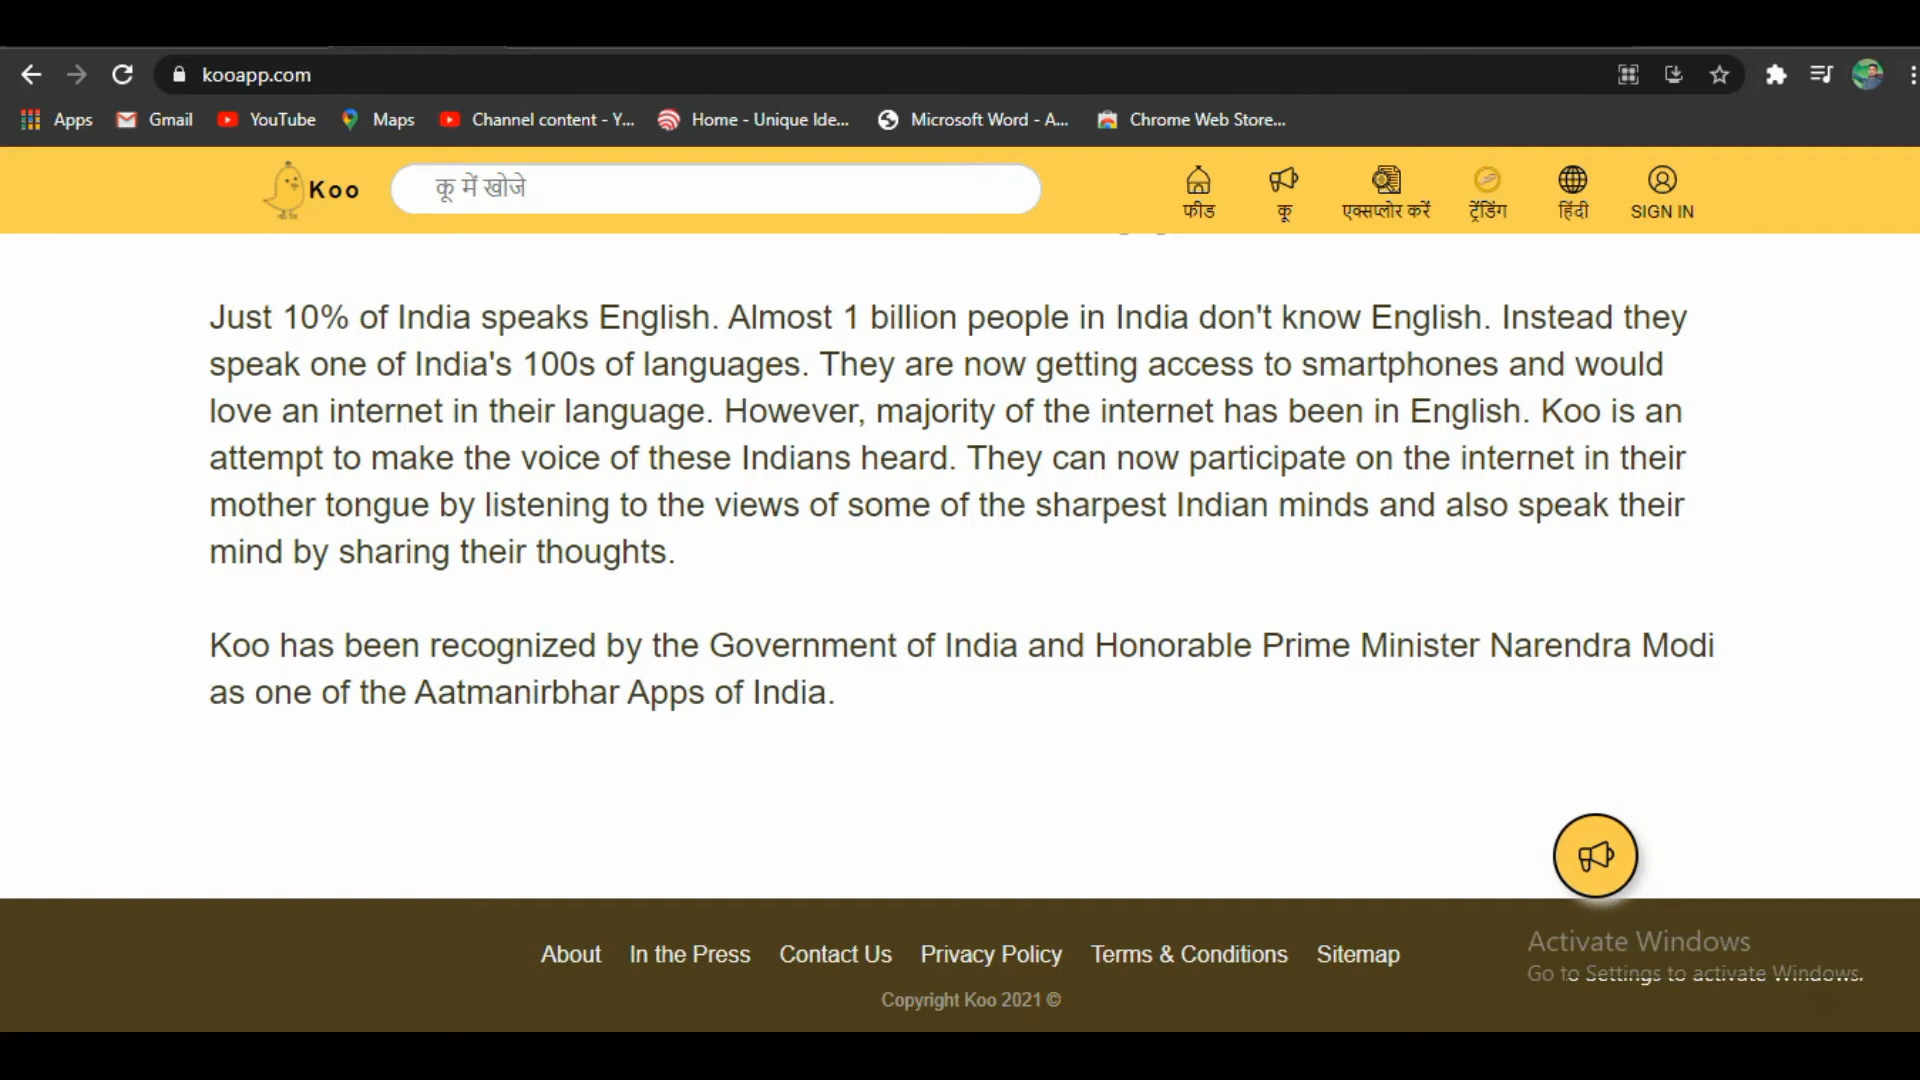 kooapp.com
Apps Gmail YouTube Maps Channel content - Y... Home - Unique Ide... Microsoft Word - A... Chrome Web Store...
Koo कू में खोजे फीड कू एक्सप्लोर करें ट्रेंडिंग हिंदी SIGN IN
Just 10% of India speaks English. Almost 1 billion people in India don't know English. Instead they
speak one of India's 100s of languages. They are now getting access to smartphones and would
love an internet in their language. However, majority of the internet has been in English. Koo is an
attempt to make the voice of these Indians heard. They can now participate on the internet in their
mother tongue by listening to the views of some of the sharpest Indian minds and also speak their
mind by sharing their thoughts.
Koo has been recognized by the Government of India and Honorable Prime Minister Narendra Modi
as one of the Aatmanirbhar Apps of India.
About In the Press Contact Us Privacy Policy Terms & Conditions Sitemap
Copyright Koo 2021 ©
Activate Windows
Go to Settings to activate Windows.